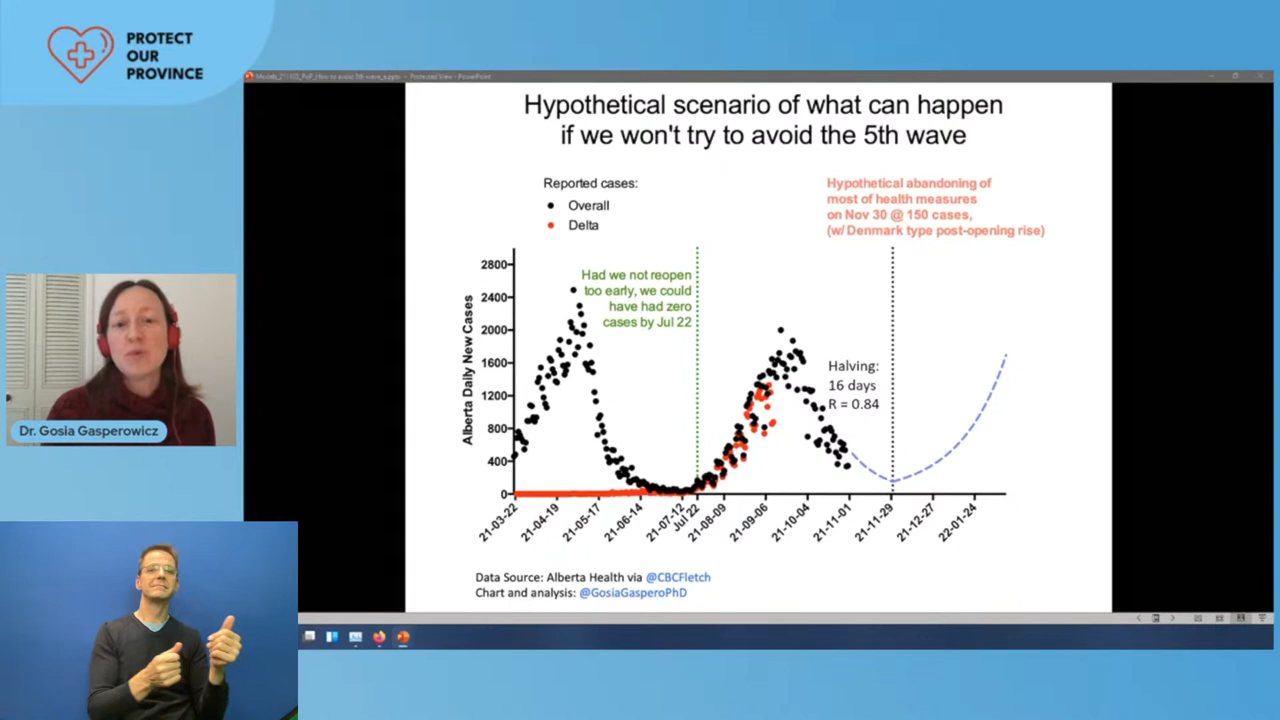 PROTECT
OUR
PROVINCE
Protected View - PowerPoint
Hypothetical scenario of what can happen
if we won't try to avoid the 5th wave
Reported cases:
Overall
Delta
Hypothetical abandoning of
most of health measures
on Nov 30 @ 150 cases,
(w/ Denmark type post-opening rise)
Had we not reopen
too early, we could
have had zero
cases by Jul 22
Halving:
16 days
R = 0.84
Alberta Daily New Cases
2800
2400
2000
1600
1200
800
400
0
21-03-22
21-04-19
21-05-17
21-06-14
21-07-12
Jul 22
21-08-09
21-09-06
21-10-04
21-11-01
21-11-29
21-12-27
22-01-24
Data Source: Alberta Health via @CBCFletch
Chart and analysis: @GosiaGasperoPhD
Dr. Gosia Gasperowicz